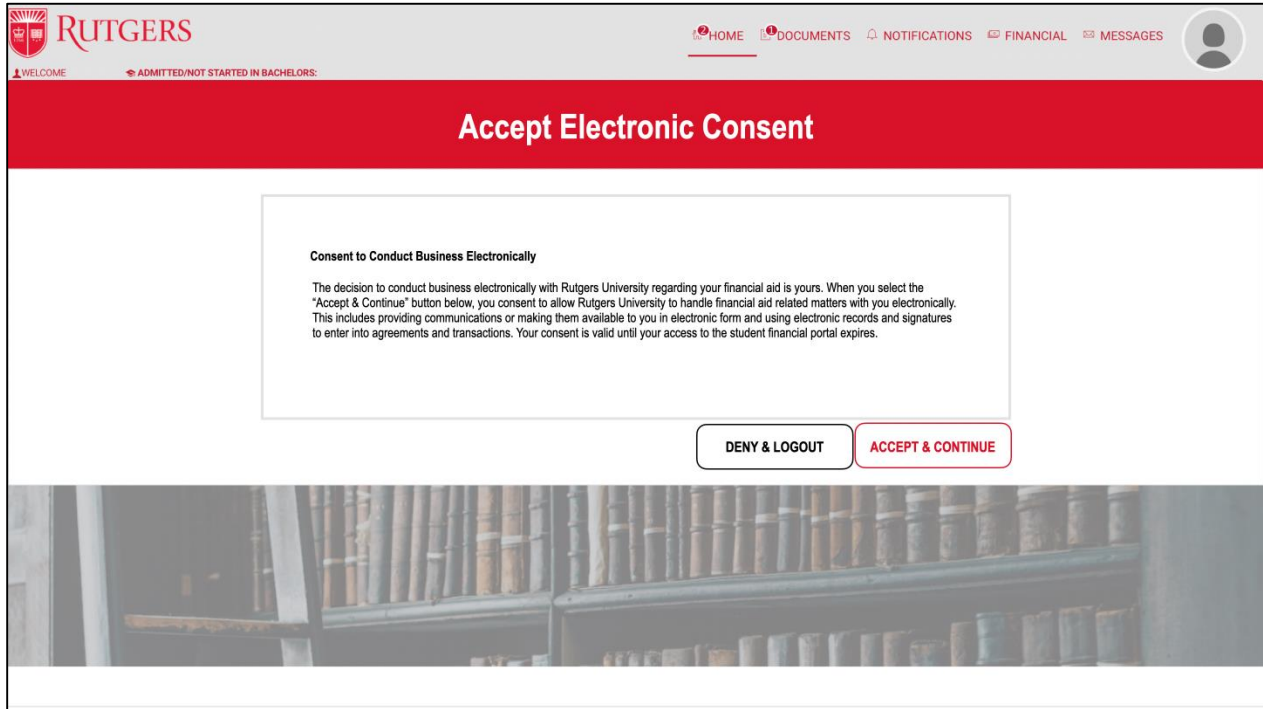 RUTGERS
2 HOME 1 DOCUMENTS NOTIFICATIONS FINANCIAL MESSAGES
WELCOME ADMITTED/NOT STARTED IN BACHELORS:
Accept Electronic Consent
Consent to Conduct Business Electronically
The decision to conduct business electronically with Rutgers University regarding your financial aid is yours. When you select the
“Accept & Continue” button below, you consent to allow Rutgers University to handle financial aid related matters with you electronically.
This includes providing communications or making them available to you in electronic form and using electronic records and signatures
to enter into agreements and transactions. Your consent is valid until your access to the student financial portal expires.
DENY & LOGOUT ACCEPT & CONTINUE